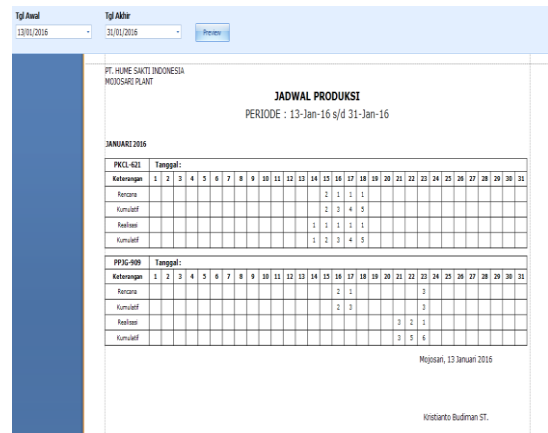 Tgl Awal Tgl Akhir
13/01/2016 31/01/2016 Preview
PT. HUME SAKTI INDONESIA
MOJOSARI PLANT
JADWAL PRODUKSI
PERIODE : 13-Jan-16 s/d 31-Jan-16
JANUARI 2016
PKCL-621 Tanggal :
Keterangan 1 2 3 4 5 6 7 8 9 10 11 12 13 14 15 16 17 18 19 20 21 22 23 24 25 26 27 28 29 30 31
Rencana 2 1 1 1
Kumulatif 2 3 4 5
Realisasi 1 1 1 1 1
Kumulatif 1 2 3 4 5
PPJG-909 Tanggal :
Keterangan 1 2 3 4 5 6 7 8 9 10 11 12 13 14 15 16 17 18 19 20 21 22 23 24 25 26 27 28 29 30 31
Rencana 2 1 3
Kumulatif 2 3
Realisasi 3 2 1
Kumulatif 3 5 6
Mojosari, 13 Januari 2016
Kristianto Budiman ST.